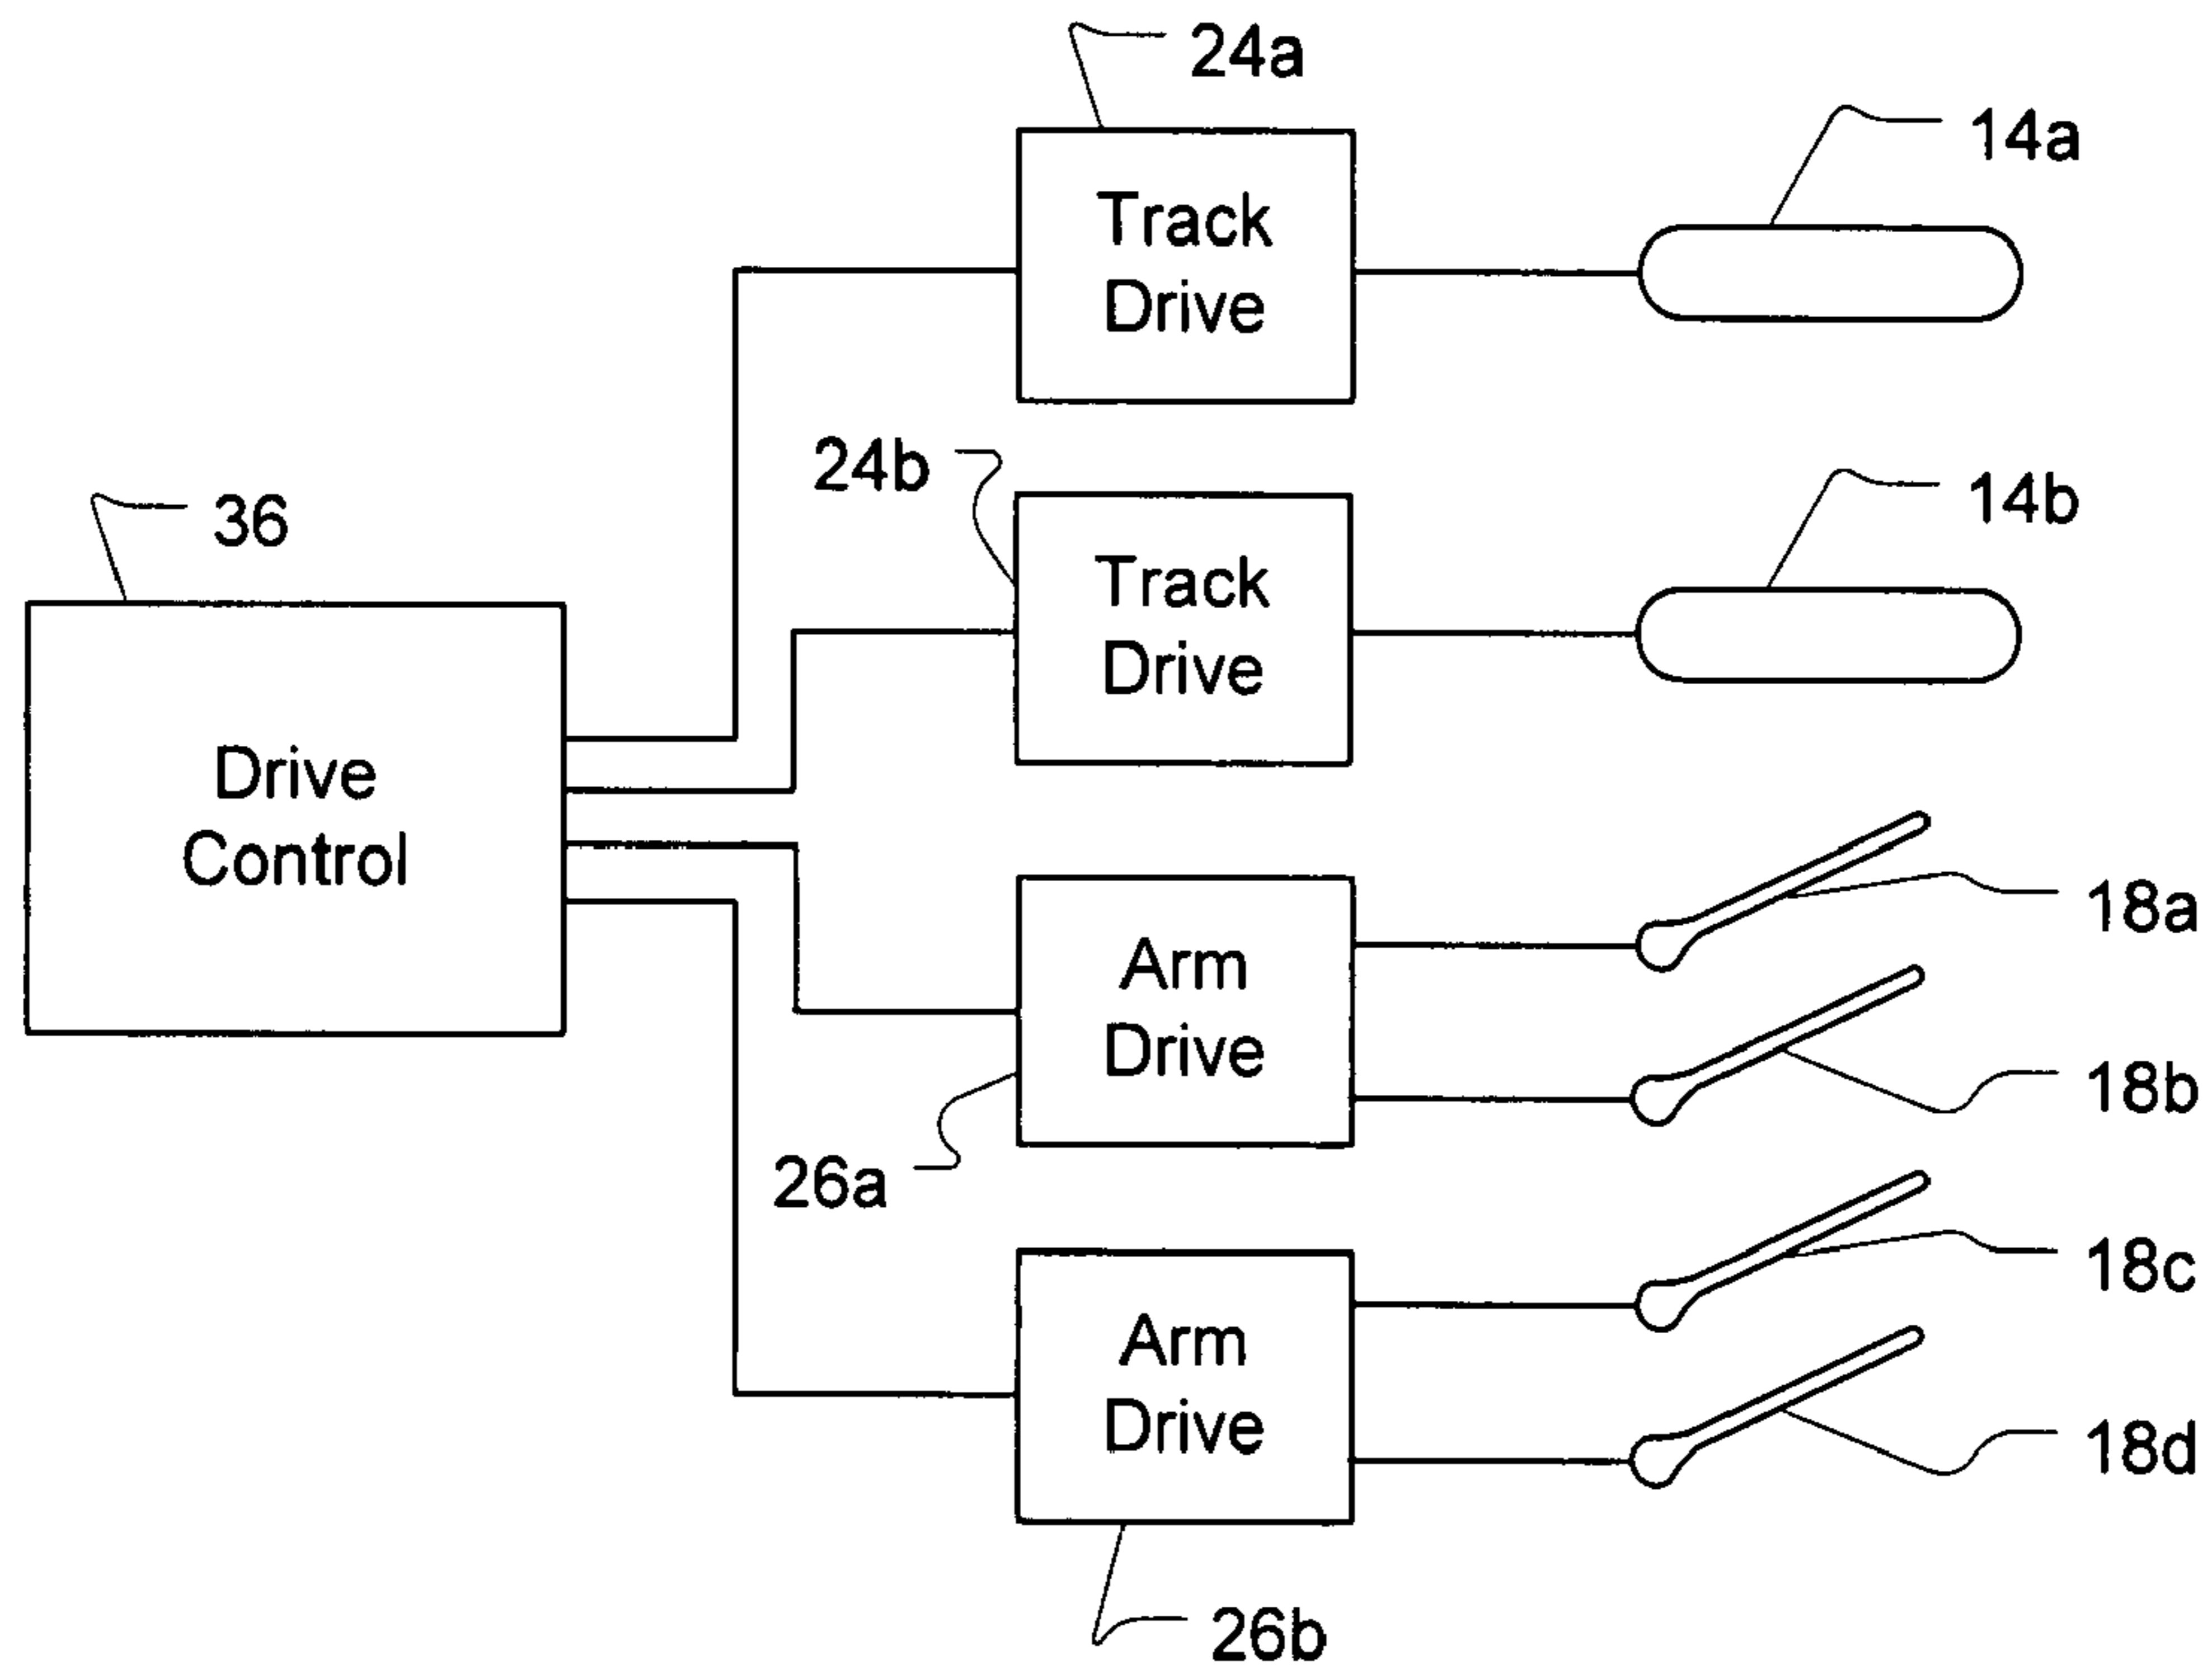 24a
14a
Track
Drive
24b
14b
36
Track
Drive
Drive
Control
18a
Arm
Drive
18b
26a
18c
Arm
Drive
18d
26b